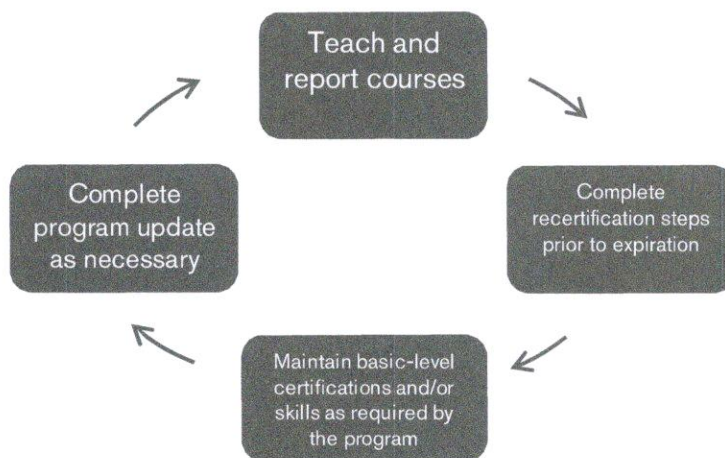 Teach and
report courses
Complete
recertification steps
prior to expiration
Maintain basic-level
certifications and/or
skills as required by
the program
Complete
program update
as necessary